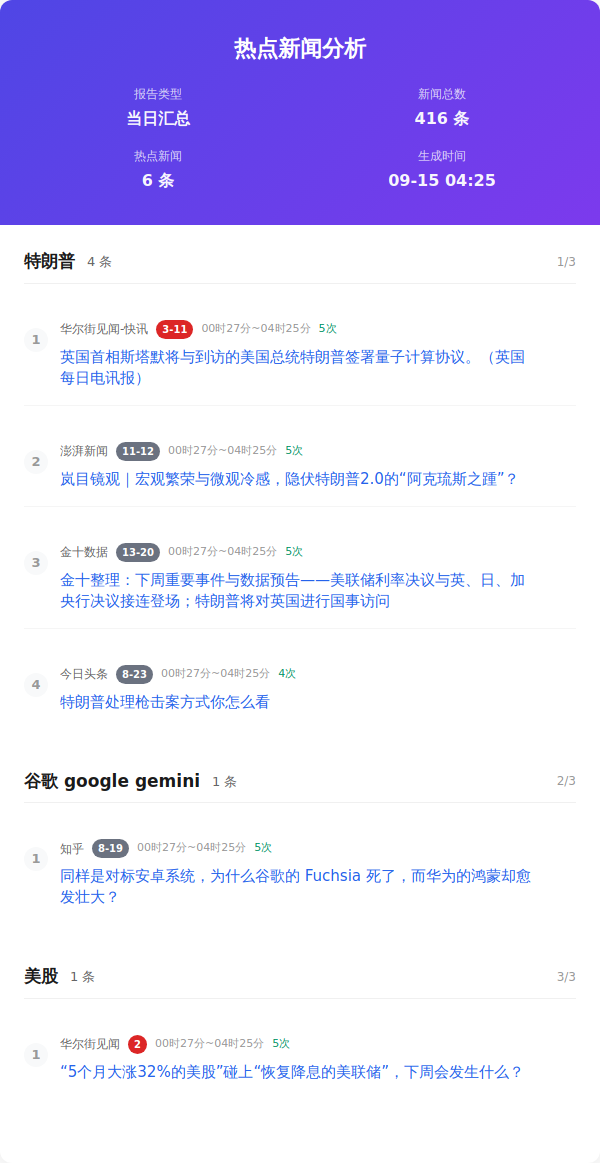 热点新闻分析
报告类型
新闻总数
当日汇总
416 条
热点新闻
生成时间
6 条
09-15 04:25
特朗普 4 条 1/3
1
华尔街见闻-快讯 3-11 00时27分~04时25分 5次
英国首相斯塔默将与到访的美国总统特朗普签署量子计算协议。（英国
每日电讯报）
2
澎湃新闻 11-12 00时27分~04时25分 5次
岚目镜观｜宏观繁荣与微观冷感，隐伏特朗普2.0的“阿克琉斯之踵”？
3
金十数据 13-20 00时27分~04时25分 5次
金十整理：下周重要事件与数据预告——美联储利率决议与英、日、加
央行决议接连登场；特朗普将对英国进行国事访问
4
今日头条 8-23 00时27分~04时25分 4次
特朗普处理枪击案方式你怎么看
谷歌 google gemini 1 条 2/3
1
知乎 8-19 00时27分~04时25分 5次
同样是对标安卓系统，为什么谷歌的 Fuchsia 死了，而华为的鸿蒙却愈
发壮大？
美股 1 条 3/3
1
华尔街见闻 2 00时27分~04时25分 5次
“5个月大涨32%的美股”碰上“恢复降息的美联储”，下周会发生什么？